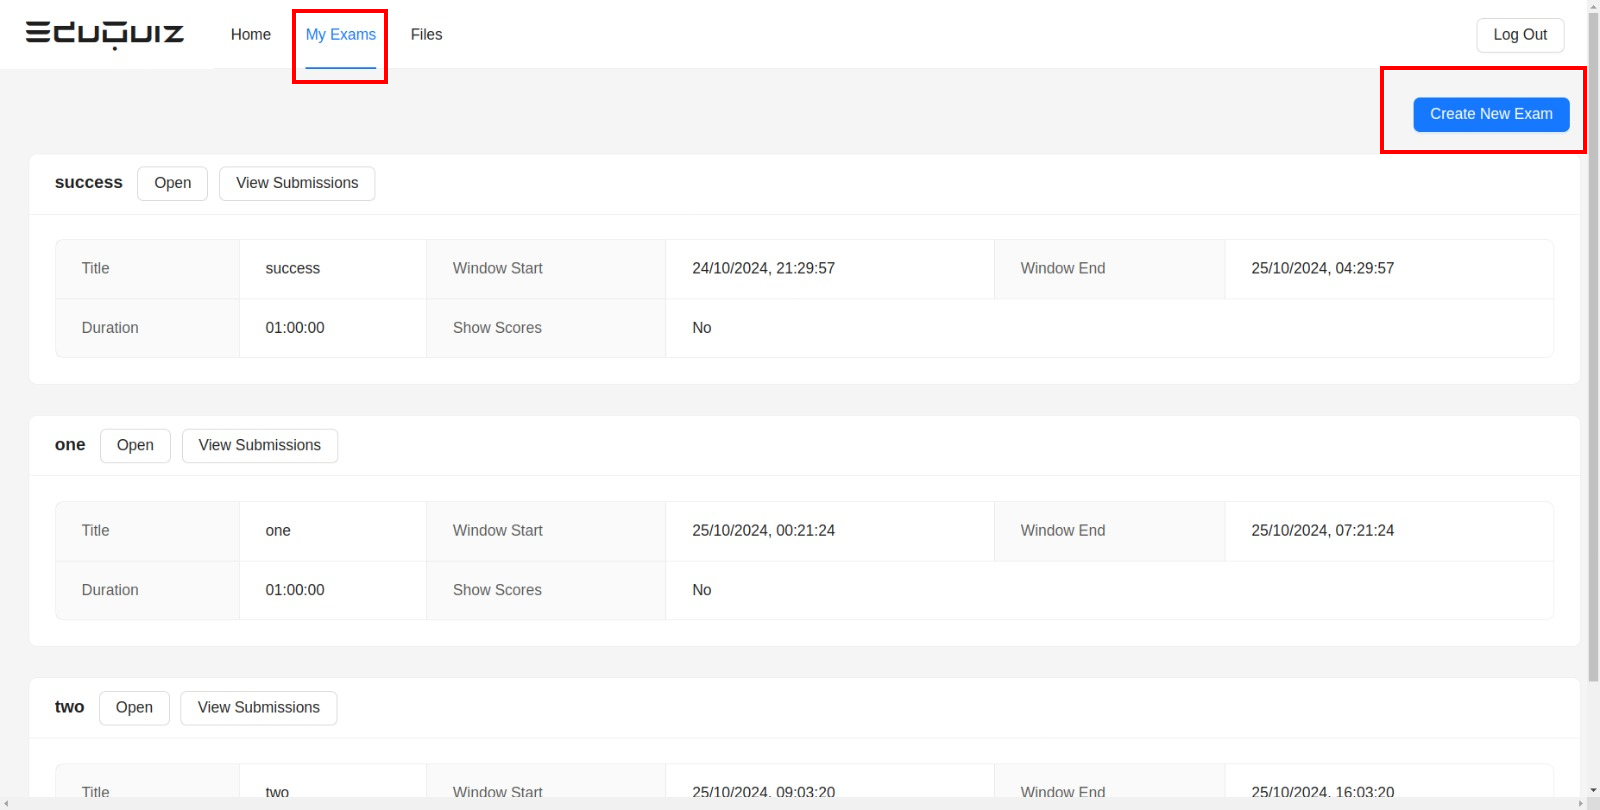 EDUQUIZ Home My Exams Files Log Out
Create New Exam
success Open View Submissions
Title success Window Start 24/10/2024, 21:29:57 Window End 25/10/2024, 04:29:57
Duration 01:00:00 Show Scores No
one Open View Submissions
Title one Window Start 25/10/2024, 00:21:24 Window End 25/10/2024, 07:21:24
Duration 01:00:00 Show Scores No
two Open View Submissions
Title two Window Start 25/10/2024, 09:03:20 Window End 25/10/2024, 16:03:20